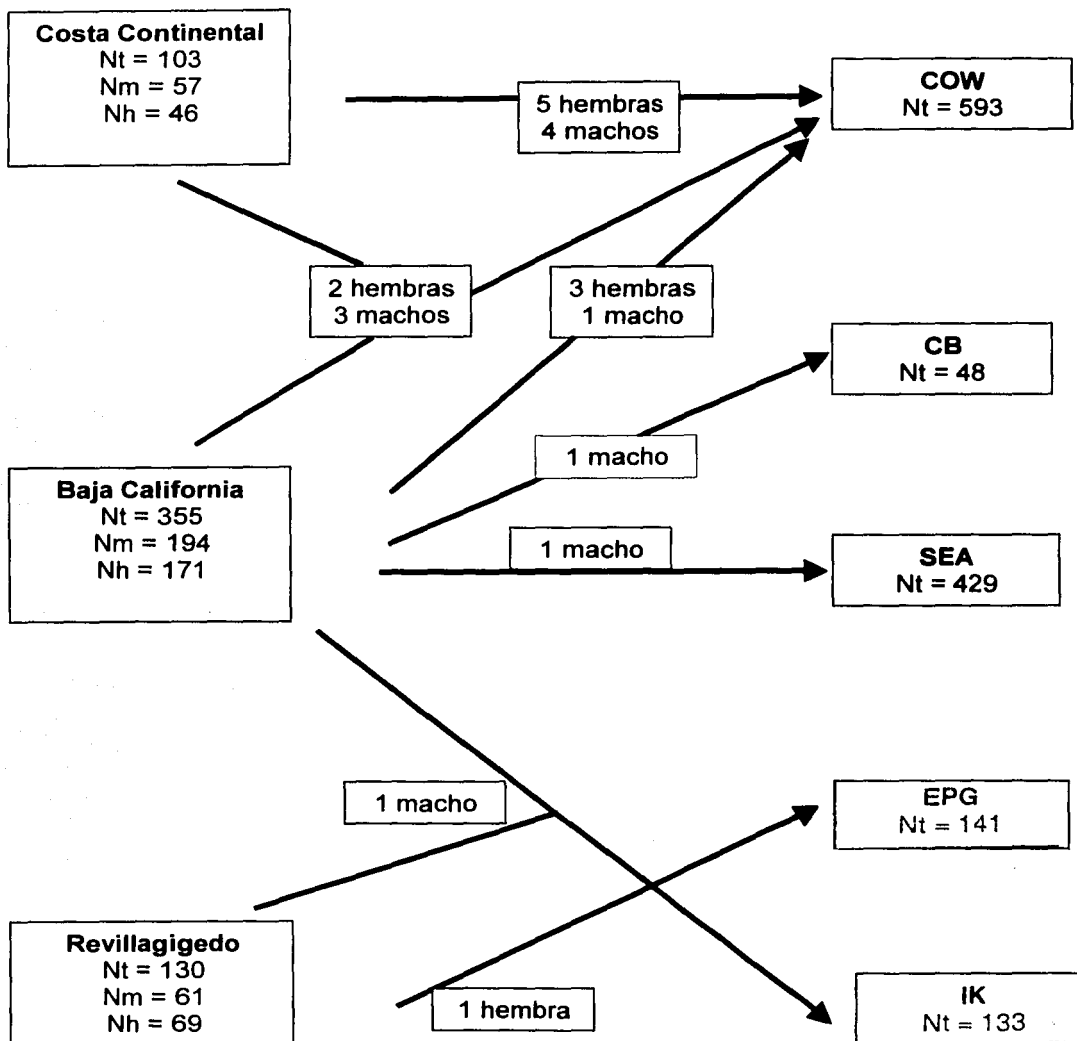 Costa Continental
Nt = 103
Nm = 57
Nh = 46
5 hembras
4 machos
COW
Nt = 593
2 hembras
3 machos
3 hembras
1 macho
CB
Nt = 48
1 macho
Baja California
Nt = 355
Nm = 194
Nh = 171
1 macho
SEA
Nt = 429
1 macho
EPG
Nt = 141
Revillagigedo
Nt = 130
Nm = 61
Nh = 69
1 hembra
IK
Nt = 133